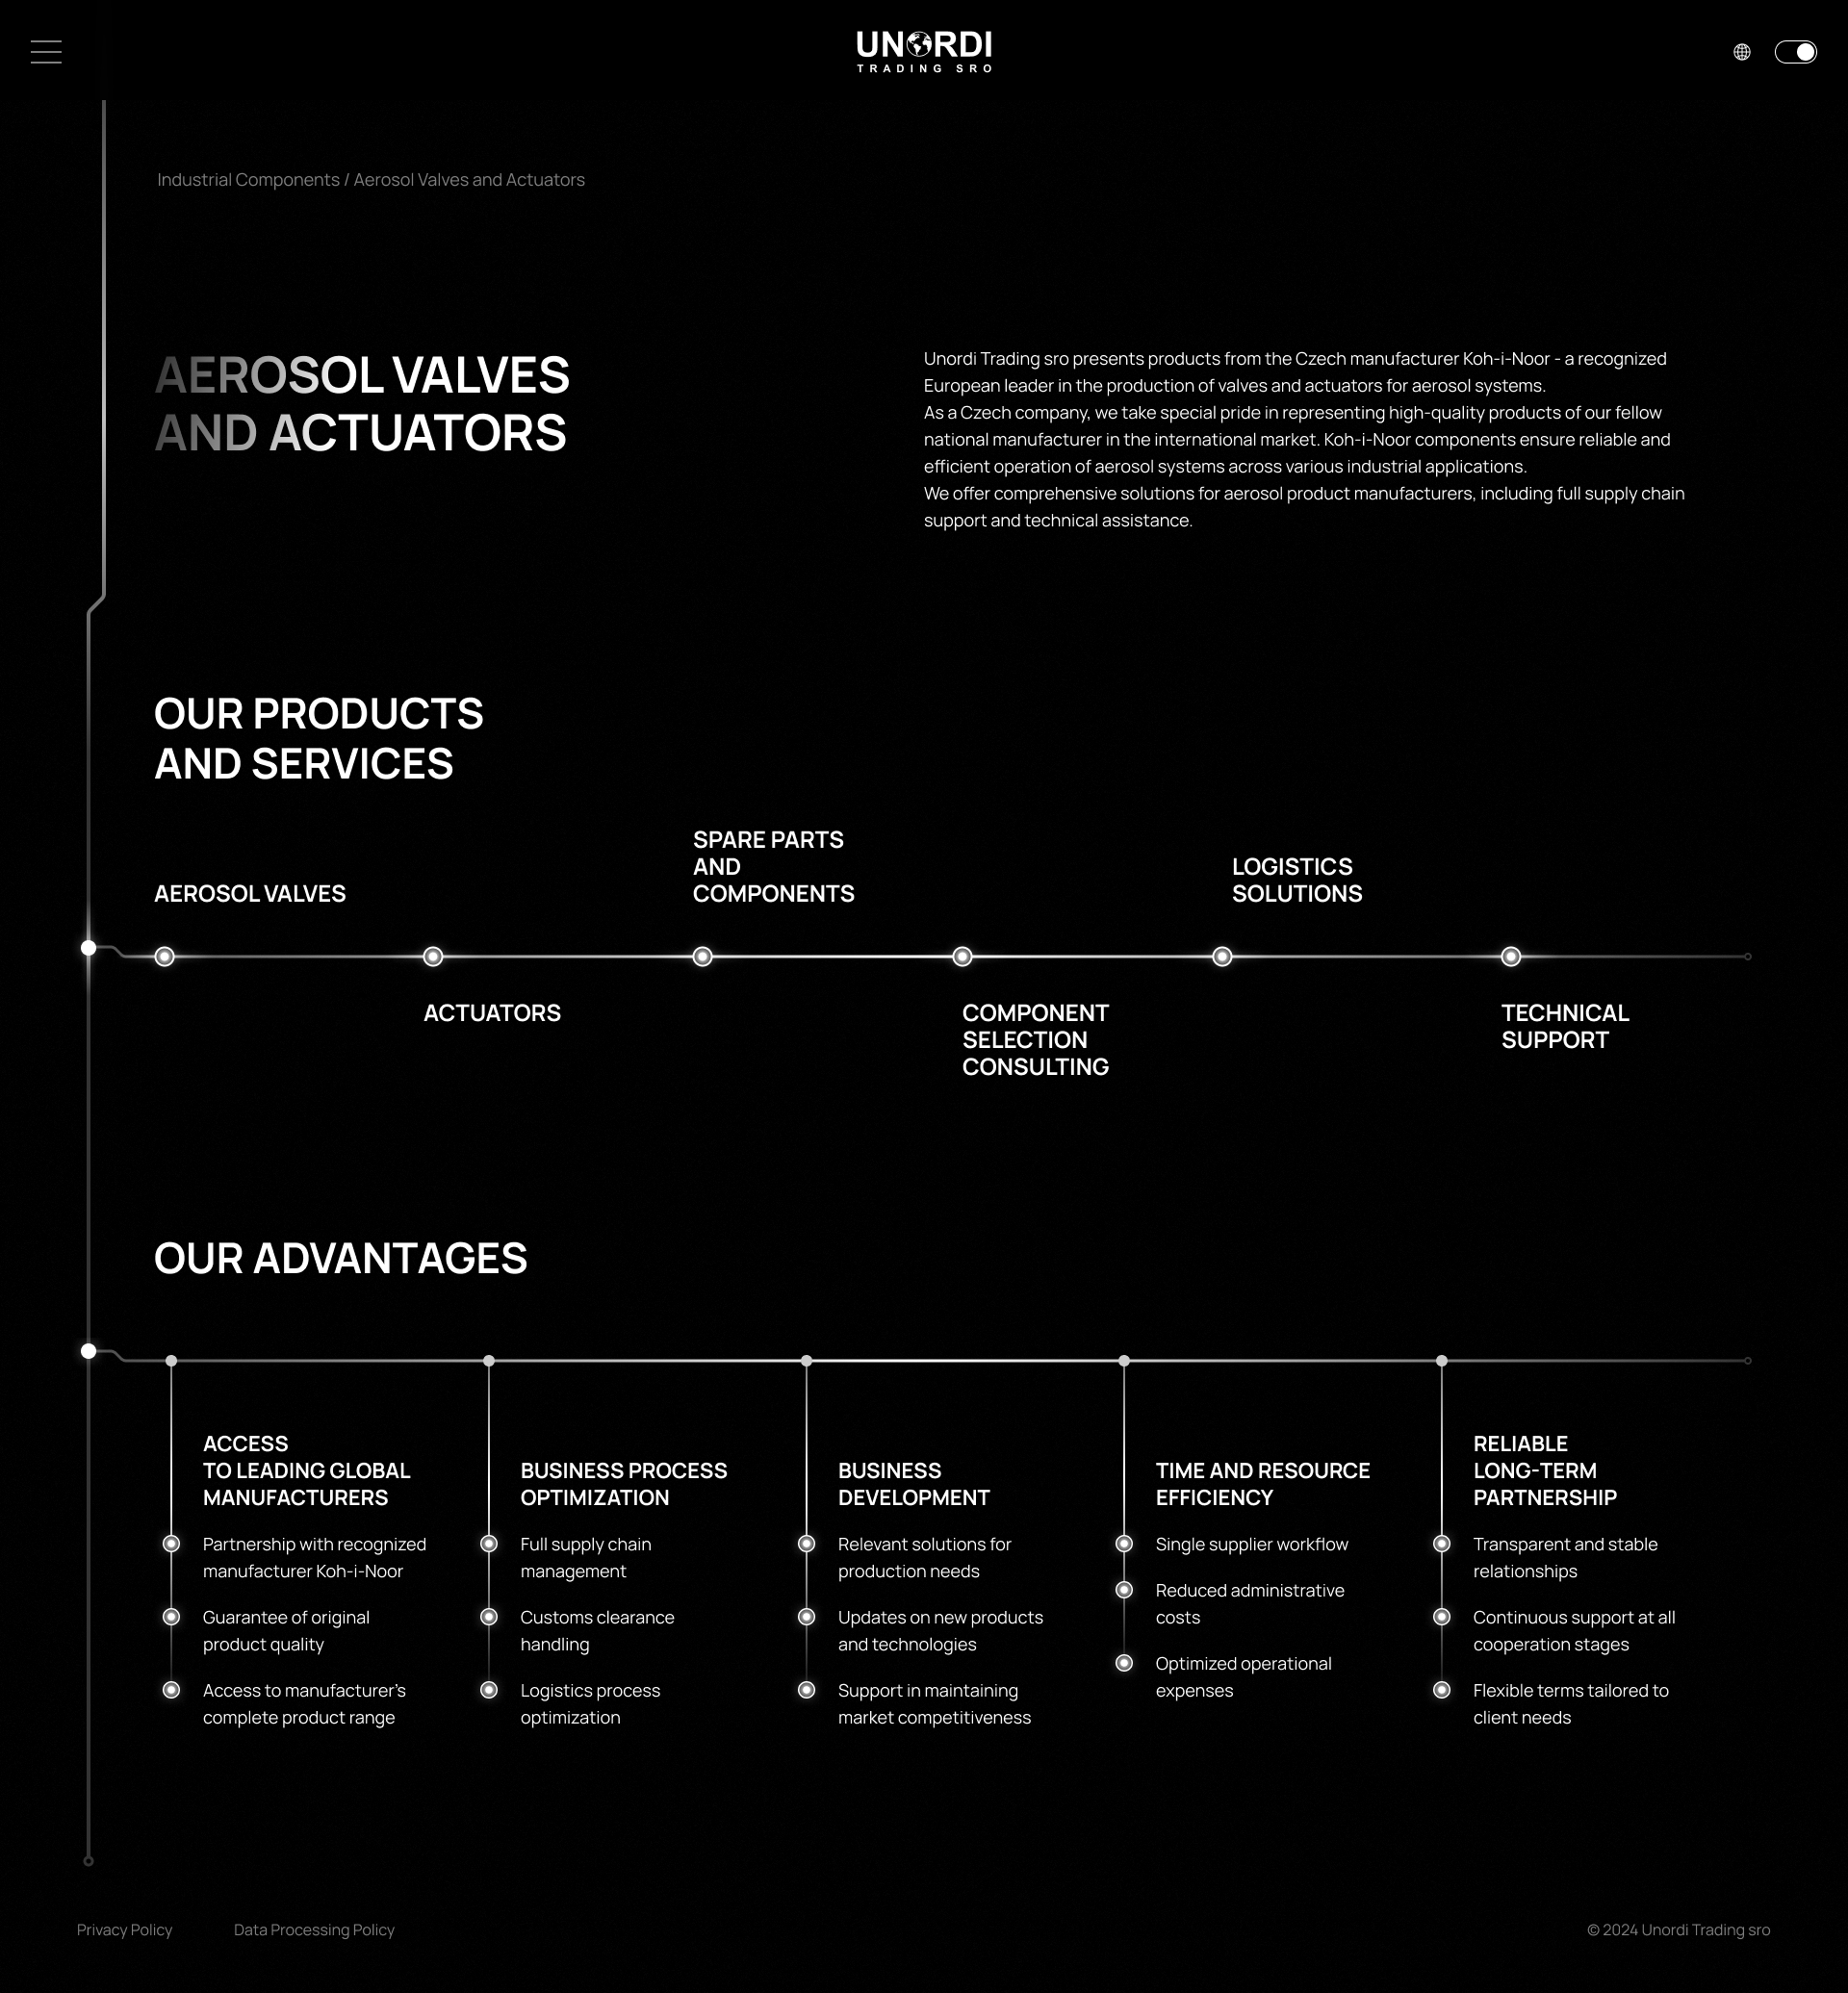 UNORDI
TRADING SRO
Industrial Components / Aerosol Valves and Actuators
AEROSOL VALVES
AND ACTUATORS
Unordi Trading sro presents products from the Czech manufacturer Koh-i-Noor - a recognized
European leader in the production of valves and actuators for aerosol systems.
As a Czech company, we take special pride in representing high-quality products of our fellow
national manufacturer in the international market. Koh-i-Noor components ensure reliable and
efficient operation of aerosol systems across various industrial applications.
We offer comprehensive solutions for aerosol product manufacturers, including full supply chain
support and technical assistance.
OUR PRODUCTS
AND SERVICES
AEROSOL VALVES
ACTUATORS
SPARE PARTS
AND
COMPONENTS
COMPONENT
SELECTION
CONSULTING
LOGISTICS
SOLUTIONS
TECHNICAL
SUPPORT
OUR ADVANTAGES
ACCESS
TO LEADING GLOBAL
MANUFACTURERS
Partnership with recognized
manufacturer Koh-i-Noor
Guarantee of original
product quality
Access to manufacturer's
complete product range
BUSINESS PROCESS
OPTIMIZATION
Full supply chain
management
Customs clearance
handling
Logistics process
optimization
BUSINESS
DEVELOPMENT
Relevant solutions for
production needs
Updates on new products
and technologies
Support in maintaining
market competitiveness
TIME AND RESOURCE
EFFICIENCY
Single supplier workflow
Reduced administrative
costs
Optimized operational
expenses
RELIABLE
LONG-TERM
PARTNERSHIP
Transparent and stable
relationships
Continuous support at all
cooperation stages
Flexible terms tailored to
client needs
Privacy Policy
Data Processing Policy
© 2024 Unordi Trading sro